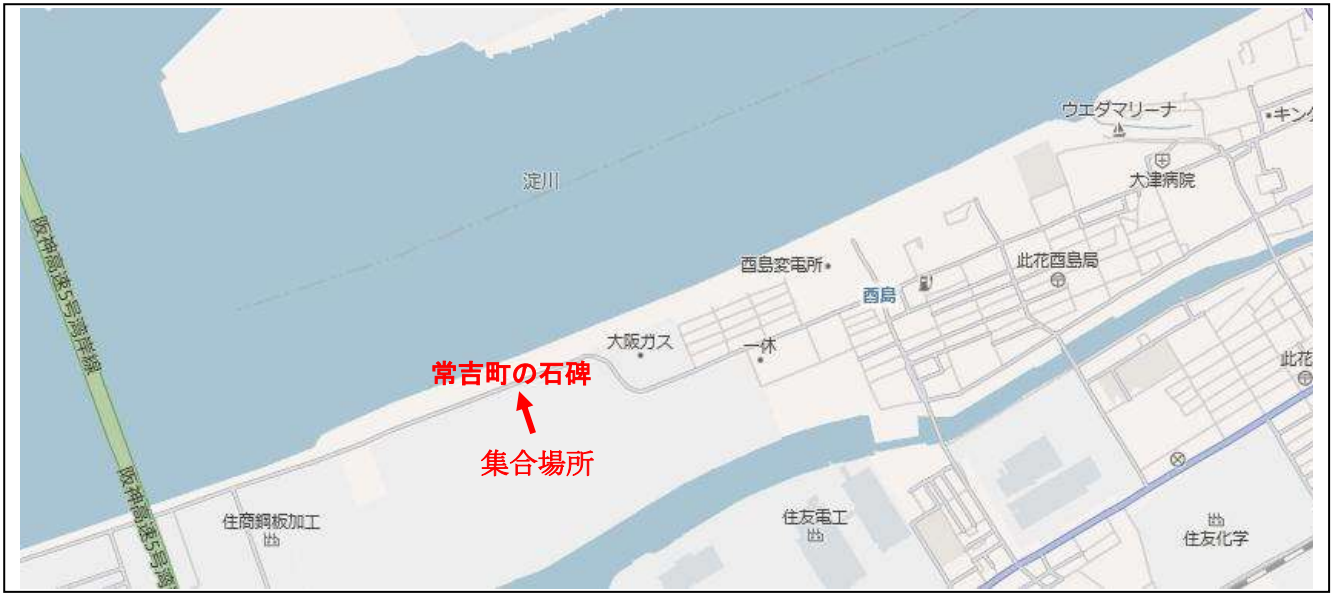 ウエダマリーナ
キング
大津病院
淀川
阪神高速5号湾岸線
酉島変電所
此花酉島局
酉島
大阪ガス
一休
常吉町の石碑
此花
集合場所
阪神高速5号湾
住商鋼板加工
住友電工
住友化学